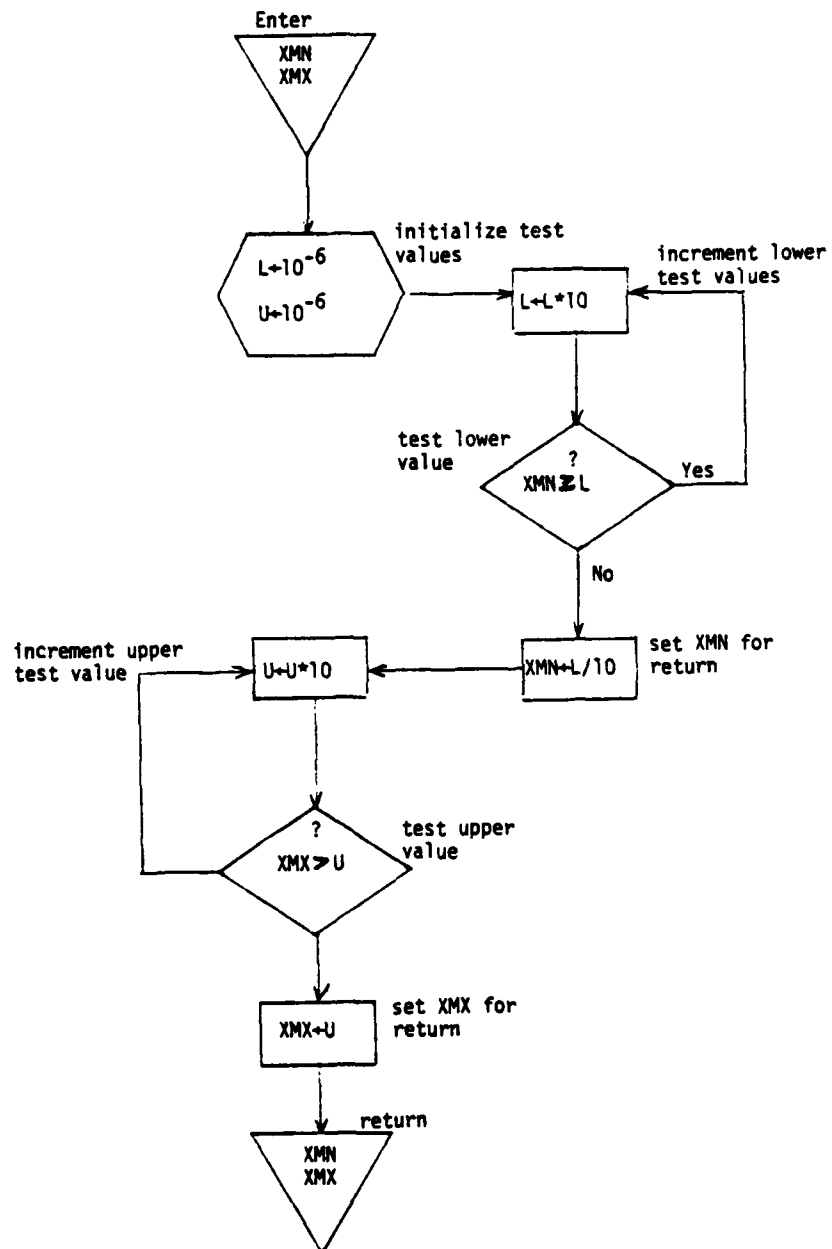 Enter
XMN
XMX
L←10⁻⁶
U←10⁻⁶
initialize test
values
L←L*10
increment lower
test values
test lower
value
?
XMN ≥ L
Yes
No
XMN←L/10
set XMN for
return
U←U*10
increment upper
test value
?
XMX > U
test upper
value
XMX←U
set XMX for
return
return
XMN
XMX